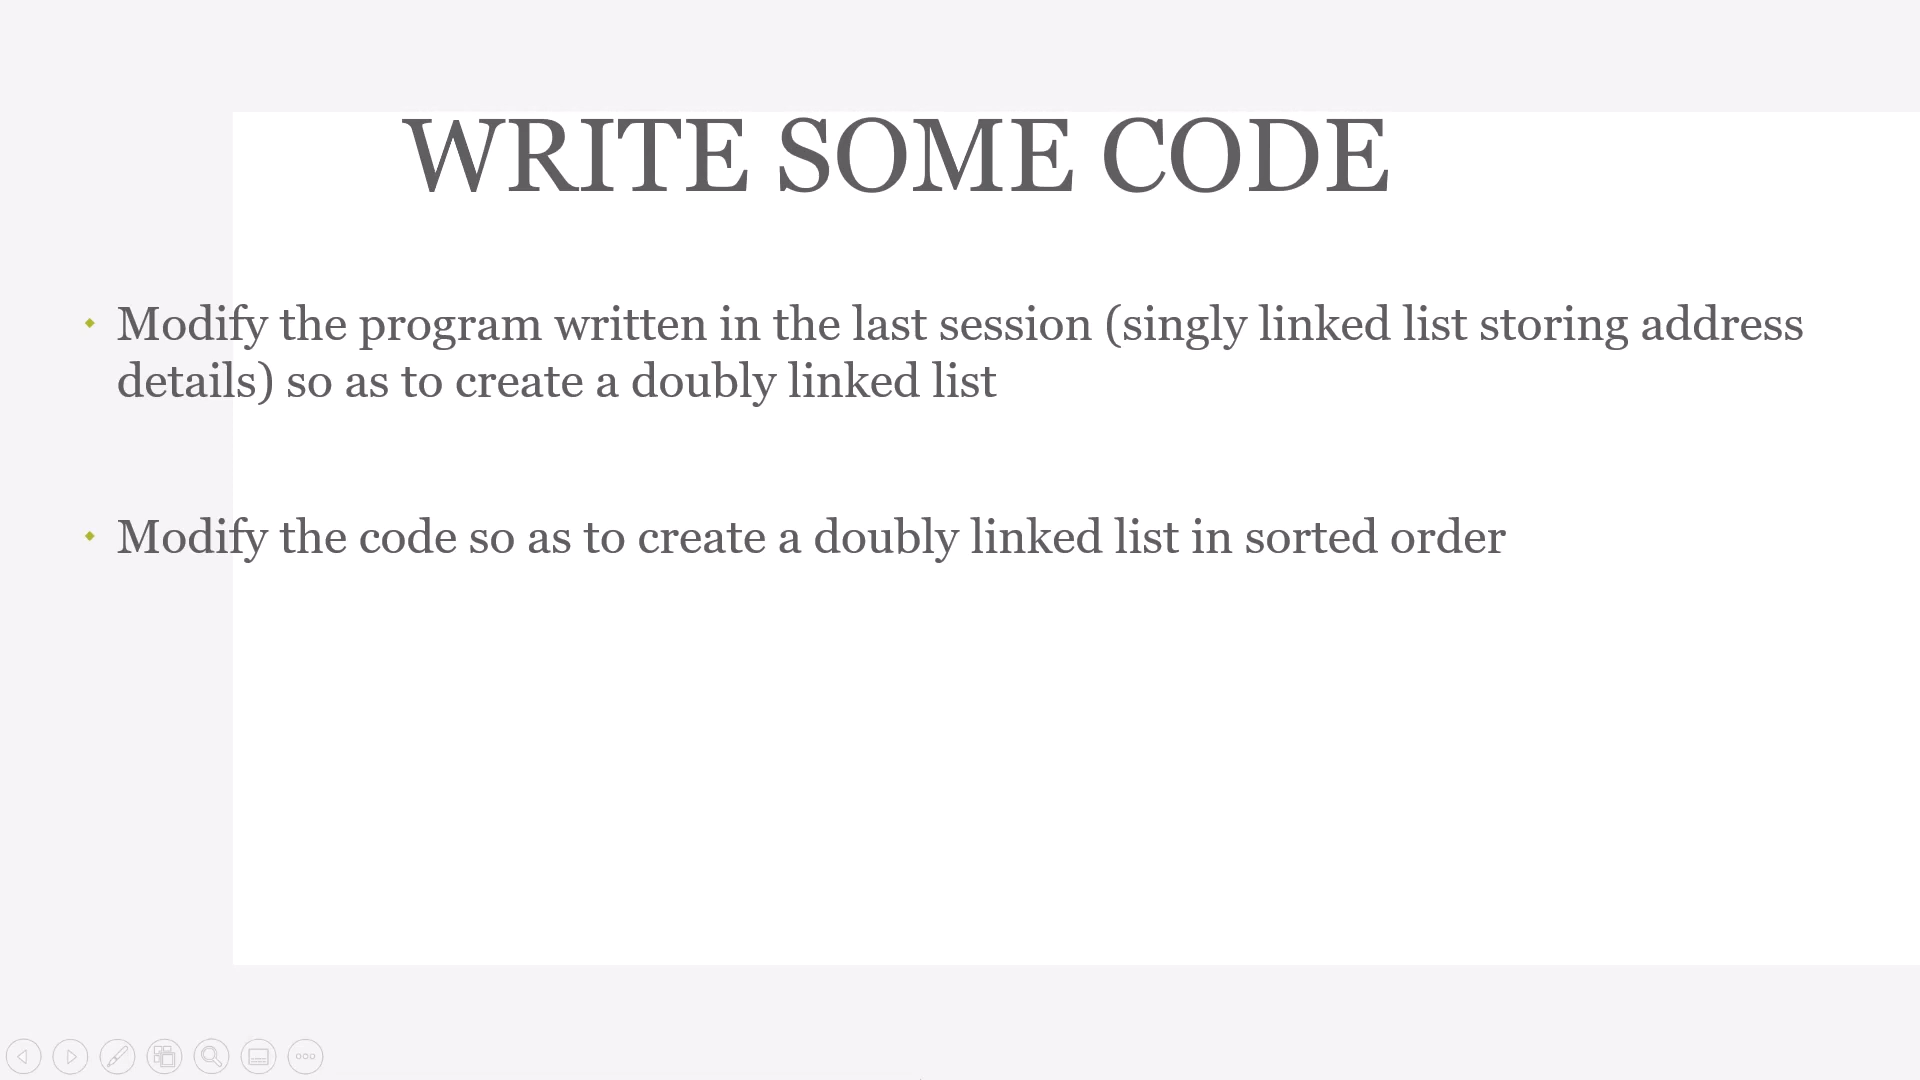 WRITE SOME CODE
Modify the program written in the last session (singly linked list storing address
details) so as to create a doubly linked list
Modify the code so as to create a doubly linked list in sorted order